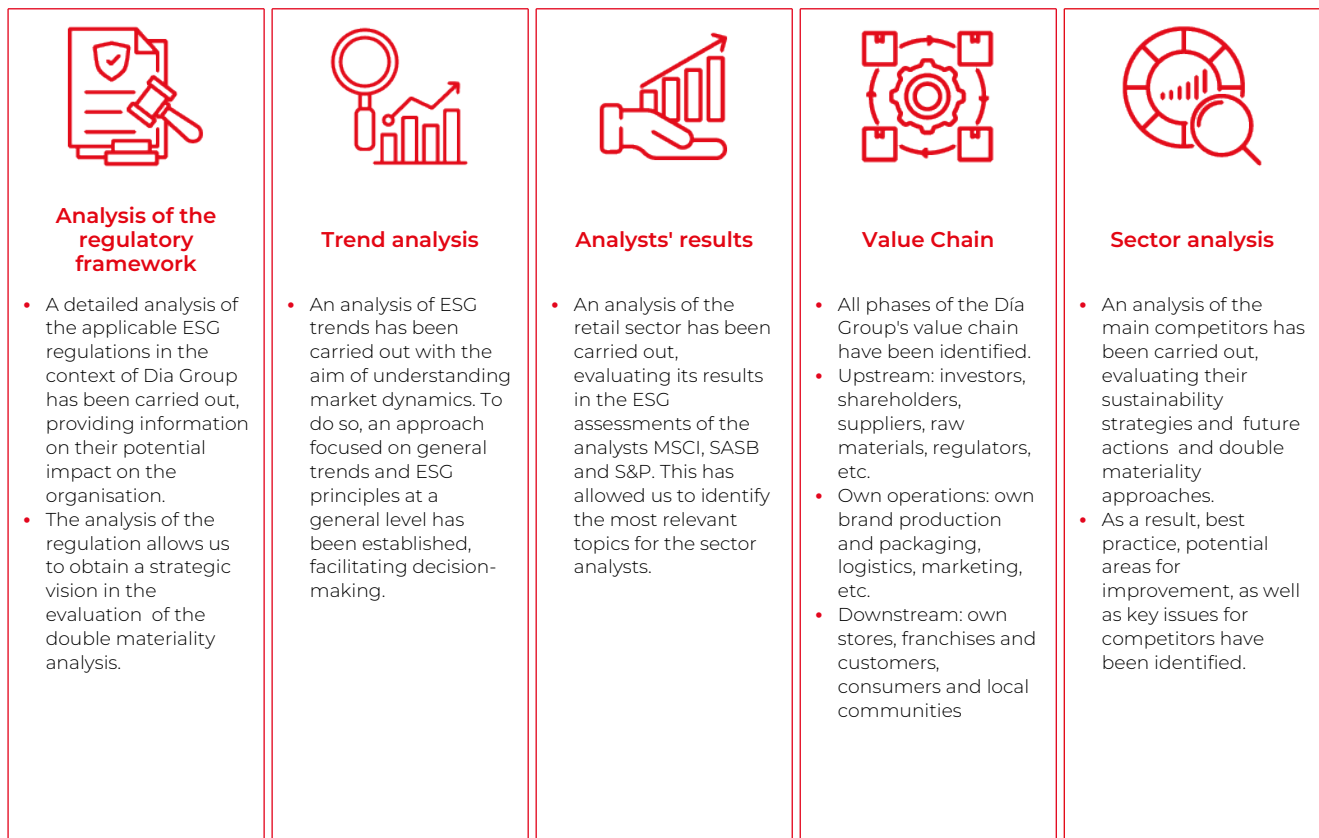 Analysis of the
regulatory
framework
• A detailed analysis of
the applicable ESG
regulations in the
context of Dia Group
has been carried out,
providing information
on their potential
impact on the
organisation.
• The analysis of the
regulation allows us
to obtain a strategic
vision in the
evaluation of the
double materiality
analysis.
Trend analysis
• An analysis of ESG
trends has been
carried out with the
aim of understanding
market dynamics. To
do so, an approach
focused on general
trends and ESG
principles at a
general level has
been established,
facilitating decision-
making.
Analysts' results
• An analysis of the
retail sector has been
carried out,
evaluating its results
in the ESG
assessments of the
analysts MSCI, SASB
and S&P. This has
allowed us to identify
the most relevant
topics for the sector
analysts.
Value Chain
• All phases of the Día
Group's value chain
have been identified.
• Upstream: investors,
shareholders,
suppliers, raw
materials, regulators,
etc.
• Own operations: own
brand production
and packaging,
logistics, marketing,
etc.
• Downstream: own
stores, franchises and
customers,
consumers and local
communities
Sector analysis
• An analysis of the
main competitors has
been carried out,
evaluating their
sustainability
strategies and future
actions and double
materiality
approaches.
• As a result, best
practice, potential
areas for
improvement, as well
as key issues for
competitors have
been identified.